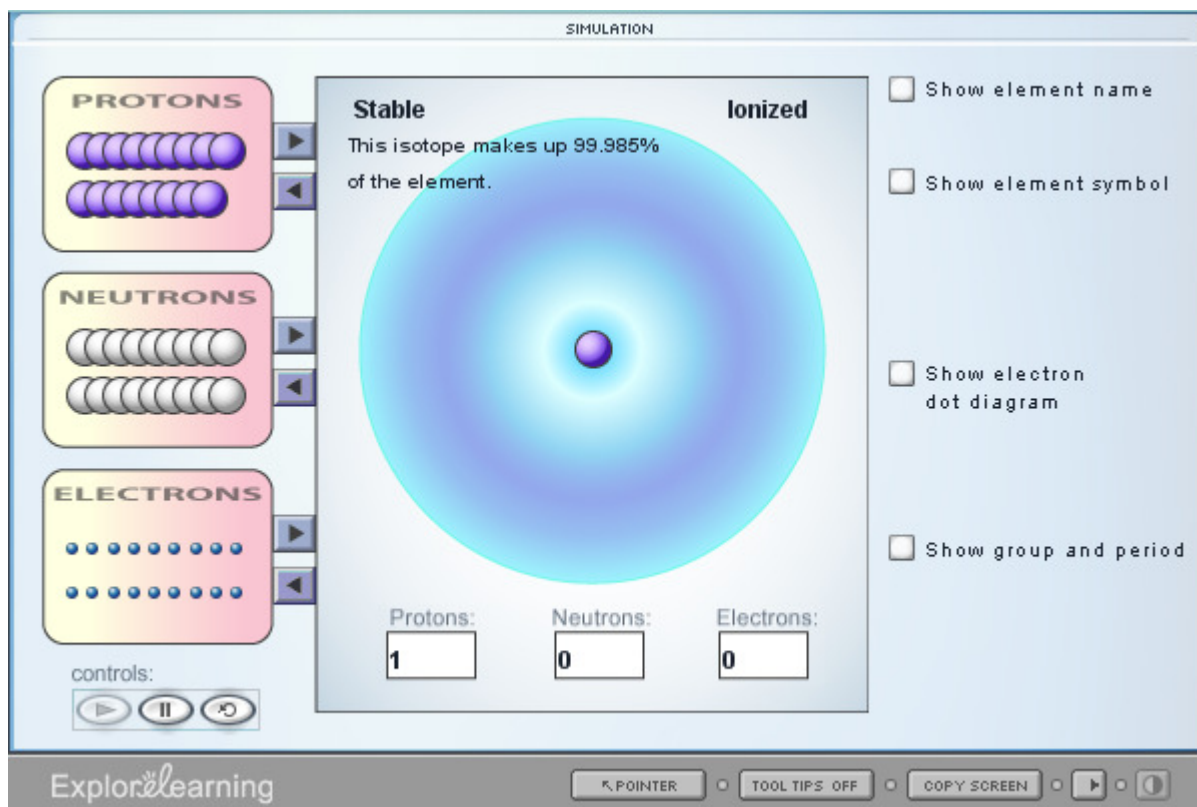 SIMULATION
PROTONS
NEUTRONS
ELECTRONS
controls:
Stable
Ionized
This isotope makes up 99.985%
of the element.
Protons:
Neutrons:
Electrons:
1
0
0
Show element name
Show element symbol
Show electron
dot diagram
Show group and period
ExploreLearning
POINTER
TOOL TIPS OFF
COPY SCREEN